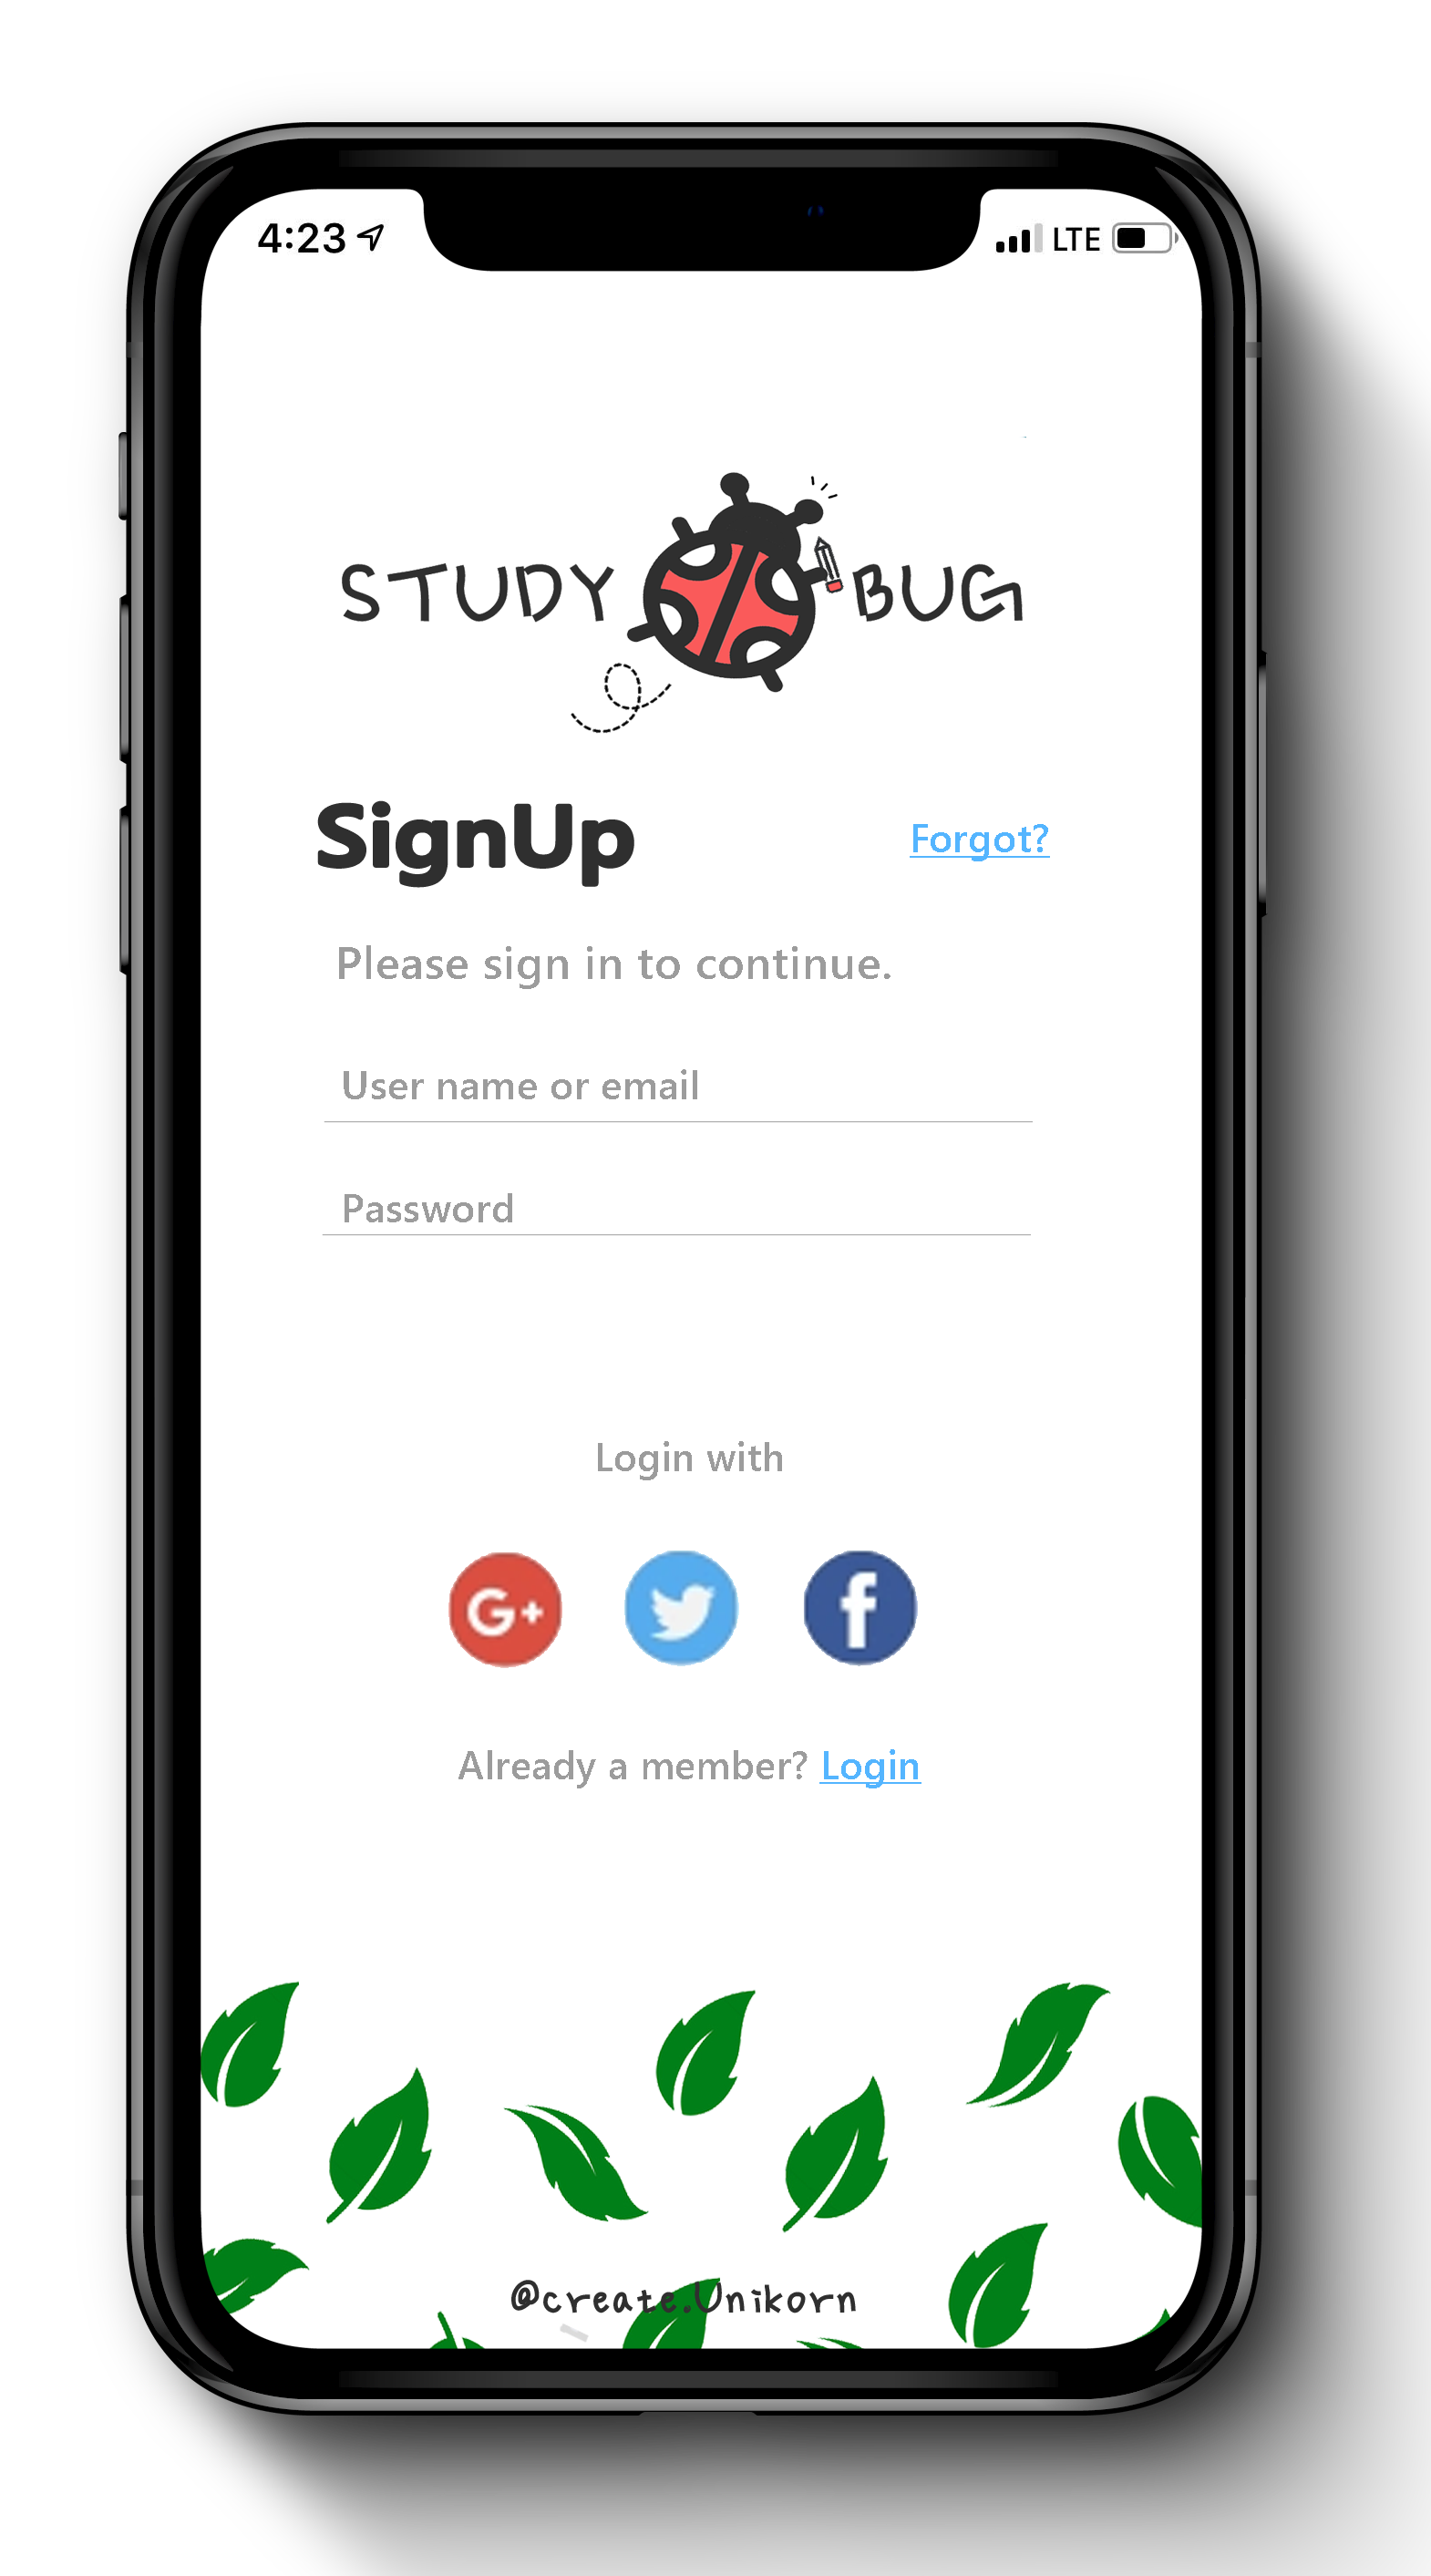 4:23 LTE
STUDY BUG
SignUp Forgot?
Please sign in to continue.
User name or email
Password
Login with
G+ f
Already a member? Login
@create.Unikorn